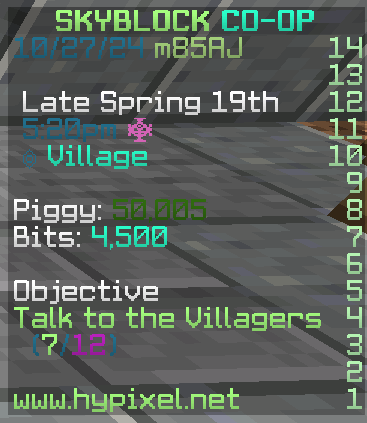 SKYBLOCK CO-OP
10/27/24 m85AJ 14
13
Late Spring 19th 12
5:20pm 11
@ Village 10
9
Piggy: 50,005 8
Bits: 4,500 7
6
Objective 5
Talk to the Villagers 4
(7/12) 3
2
www.hypixel.net 1